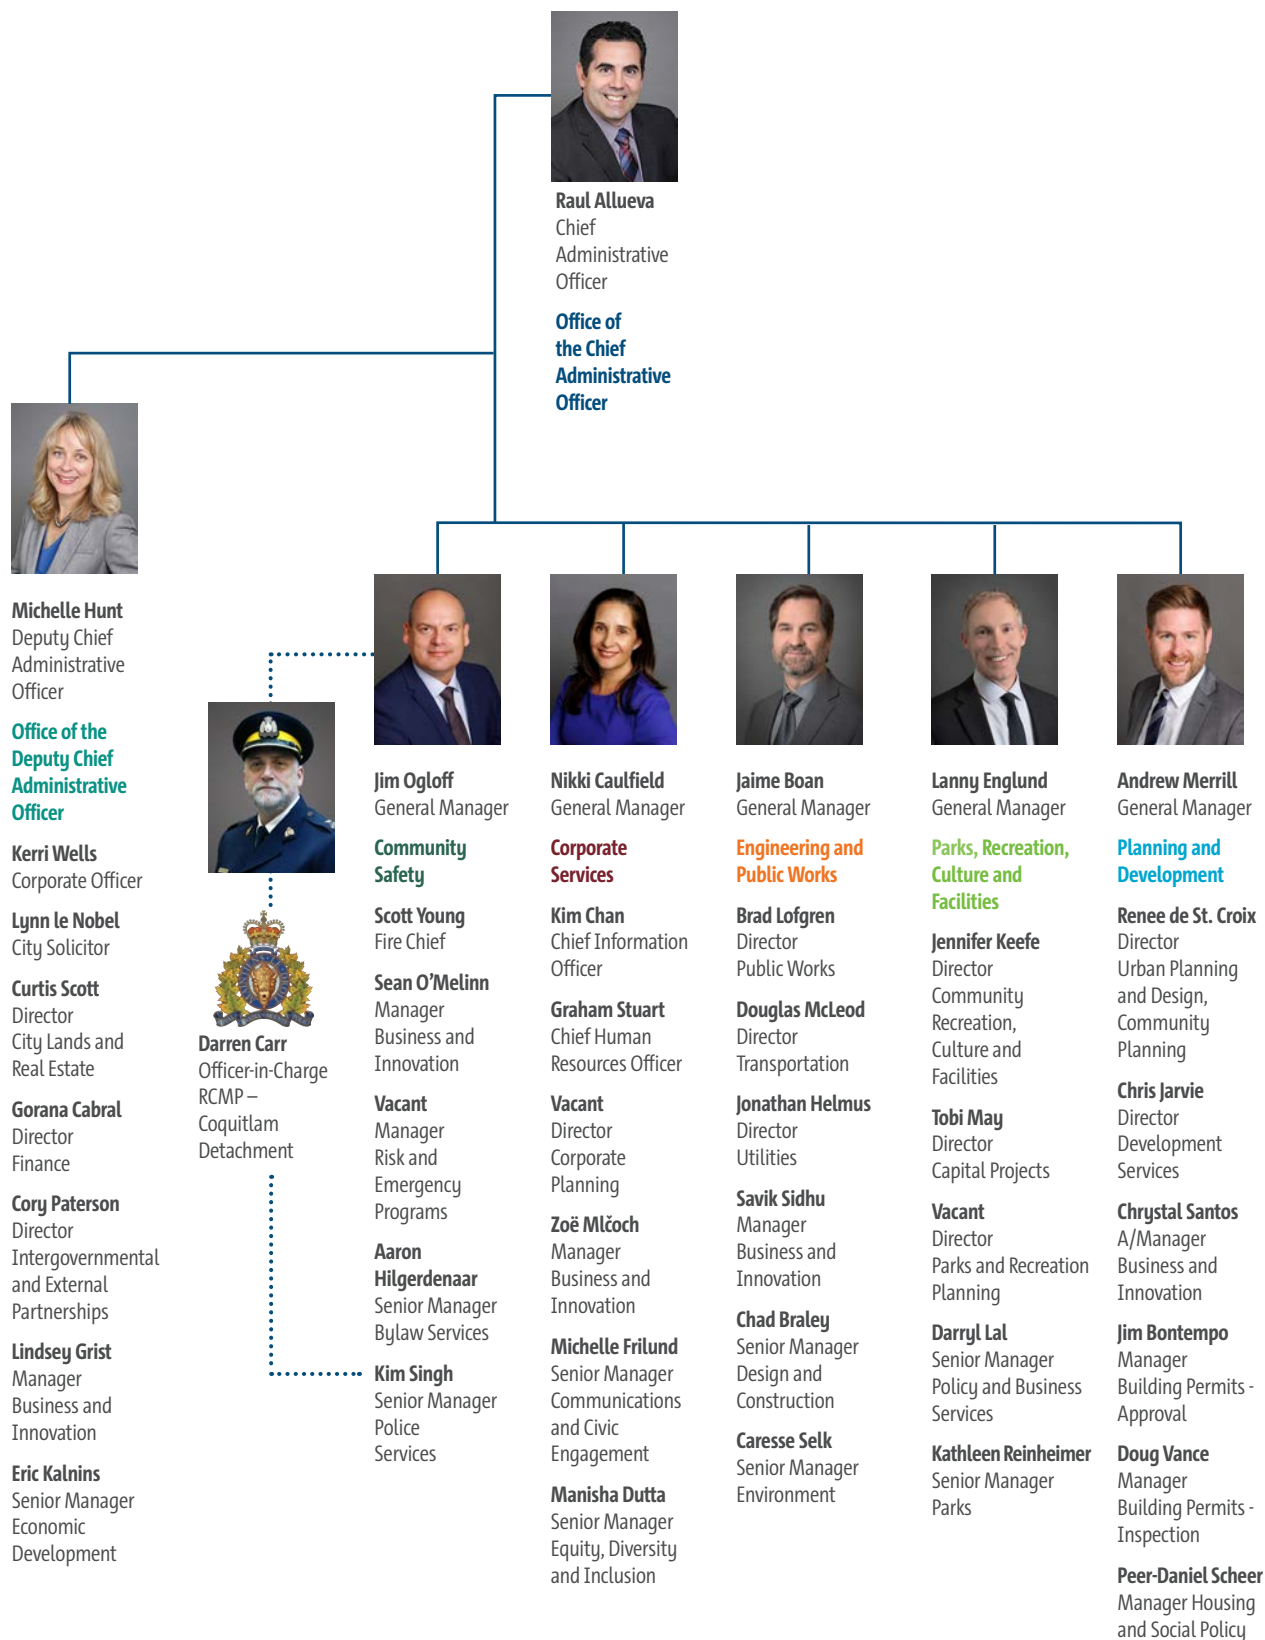 Raul Allueva
Chief
Administrative
Officer
Office of
the Chief
Administrative
Officer
Michelle Hunt
Deputy Chief
Administrative
Officer
Office of the
Deputy Chief
Administrative
Officer
Kerri Wells
Corporate Officer
Lynn le Nobel
City Solicitor
Curtis Scott
Director
City Lands and
Real Estate
Gorana Cabral
Director
Finance
Cory Paterson
Director
Intergovernmental
and External
Partnerships
Lindsey Grist
Manager
Business and
Innovation
Eric Kalnins
Senior Manager
Economic
Development
Darren Carr
Officer-in-Charge
RCMP –
Coquitlam
Detachment
Jim Ogloff
General Manager
Community
Safety
Scott Young
Fire Chief
Sean O'Melinn
Manager
Business and
Innovation
Vacant
Manager
Risk and
Emergency
Programs
Aaron
Hilgerdenaar
Senior Manager
Bylaw Services
Kim Singh
Senior Manager
Police
Services
Nikki Caulfield
General Manager
Corporate
Services
Kim Chan
Chief Information
Officer
Graham Stuart
Chief Human
Resources Officer
Vacant
Director
Corporate
Planning
Zoë Mlčoch
Manager
Business and
Innovation
Michelle Frilund
Senior Manager
Communications
and Civic
Engagement
Manisha Dutta
Senior Manager
Equity, Diversity
and Inclusion
Jaime Boan
General Manager
Engineering and
Public Works
Brad Lofgren
Director
Public Works
Douglas McLeod
Director
Transportation
Jonathan Helmus
Director
Utilities
Savik Sidhu
Manager
Business and
Innovation
Chad Braley
Senior Manager
Design and
Construction
Caresse Selk
Senior Manager
Environment
Lanny Englund
General Manager
Parks, Recreation,
Culture and
Facilities
Jennifer Keefe
Director
Community
Recreation,
Culture and
Facilities
Tobi May
Director
Capital Projects
Vacant
Director
Parks and Recreation
Planning
Darryl Lal
Senior Manager
Policy and Business
Services
Kathleen Reinheimer
Senior Manager
Parks
Andrew Merrill
General Manager
Planning and
Development
Renee de St. Croix
Director
Urban Planning
and Design,
Community
Planning
Chris Jarvie
Director
Development
Services
Chrystal Santos
A/Manager
Business and
Innovation
Jim Bontempo
Manager
Building Permits -
Approval
Doug Vance
Manager
Building Permits -
Inspection
Peer-Daniel Scheer
Manager Housing
and Social Policy